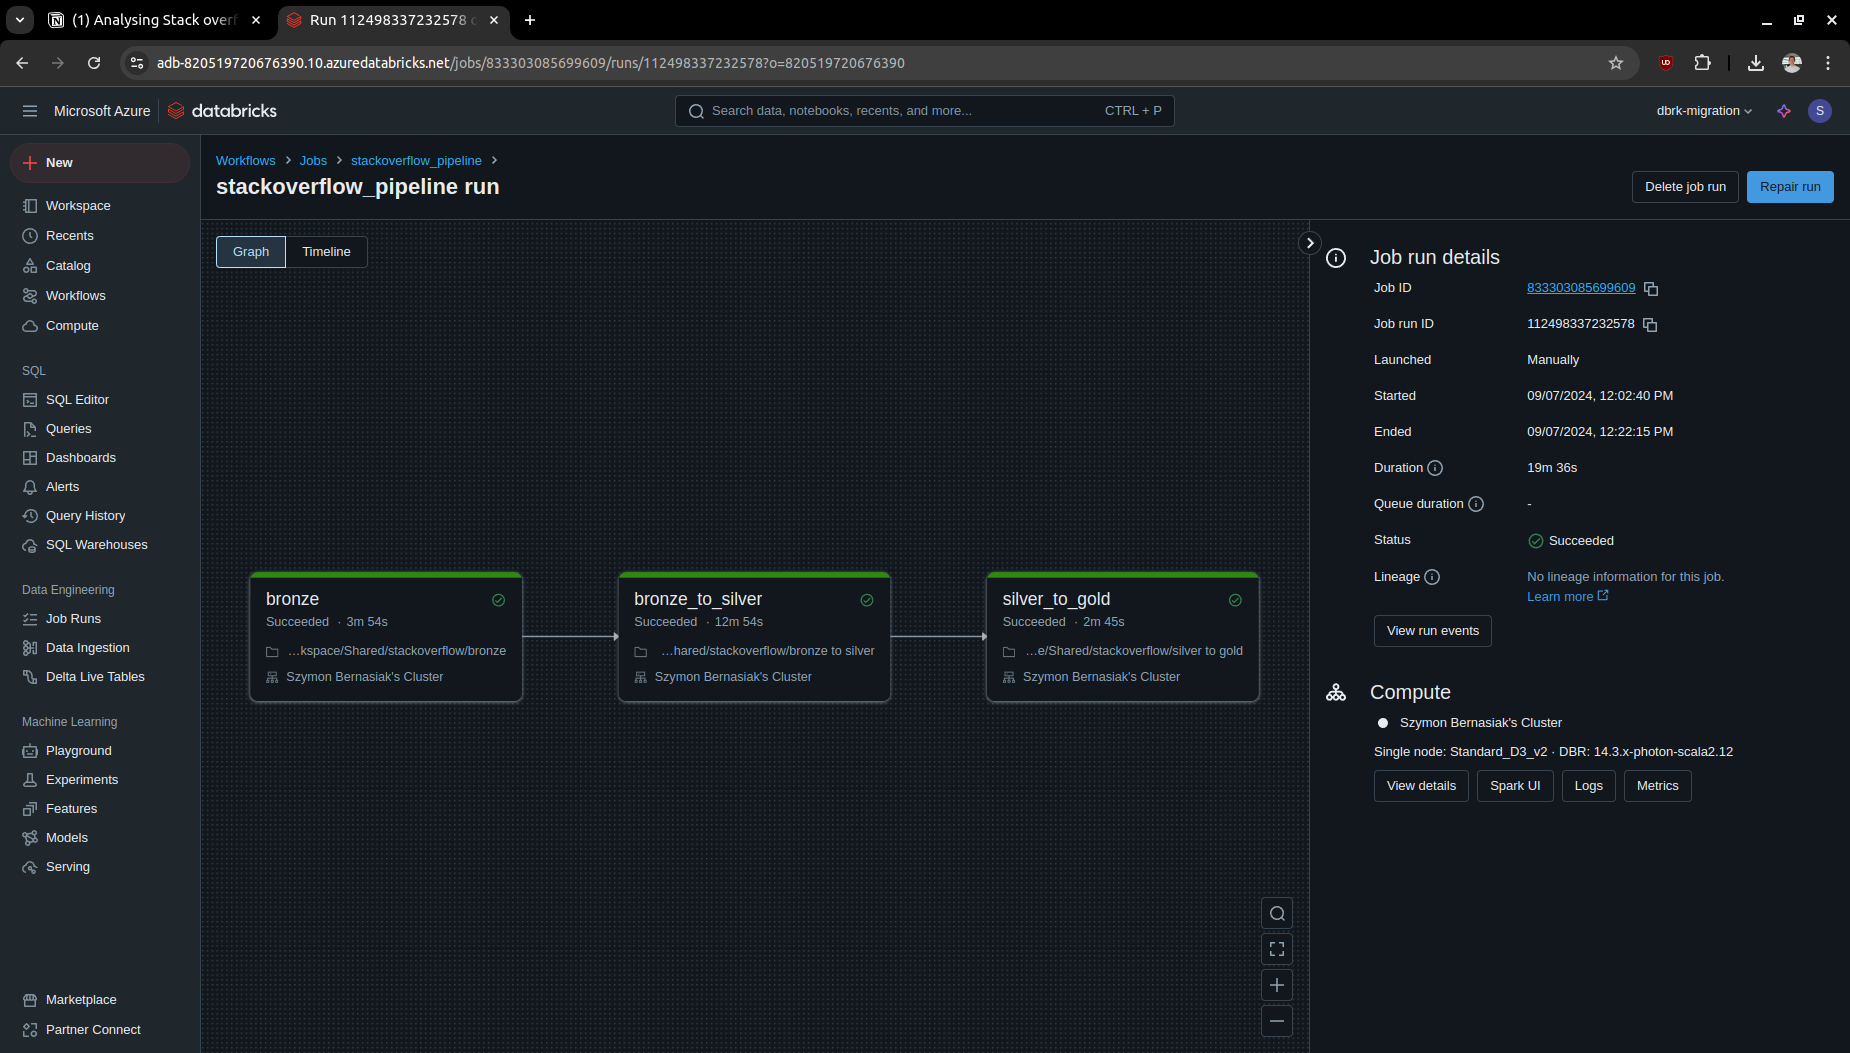 (1) Analysing Stack overf
Run 112498337232578
adb-820519720676390.10.azuredatabricks.net/jobs/833303085699609/runs/112498337232578?o=820519720676390
Microsoft Azure
databricks
Search data, notebooks, recents, and more...
CTRL + P
dbrk-migration
S
New
Workspace
Recents
Catalog
Workflows
Compute
SQL
SQL Editor
Queries
Dashboards
Alerts
Query History
SQL Warehouses
Data Engineering
Job Runs
Data Ingestion
Delta Live Tables
Machine Learning
Playground
Experiments
Features
Models
Serving
Marketplace
Partner Connect
Workflows > Jobs > stackoverflow_pipeline >
stackoverflow_pipeline run
Delete job run
Repair run
Graph
Timeline
bronze
Succeeded · 3m 54s
...kspace/Shared/stackoverflow/bronze
Szymon Bernasiak's Cluster
bronze_to_silver
Succeeded · 12m 54s
...hared/stackoverflow/bronze to silver
Szymon Bernasiak's Cluster
silver_to_gold
Succeeded · 2m 45s
...e/Shared/stackoverflow/silver to gold
Szymon Bernasiak's Cluster
Job run details
Job ID 833303085699609
Job run ID 112498337232578
Launched Manually
Started 09/07/2024, 12:02:40 PM
Ended 09/07/2024, 12:22:15 PM
Duration 19m 36s
Queue duration -
Status Succeeded
Lineage No lineage information for this job.
Learn more
View run events
Compute
Szymon Bernasiak's Cluster
Single node: Standard_D3_v2 · DBR: 14.3.x-photon-scala2.12
View details
Spark UI
Logs
Metrics